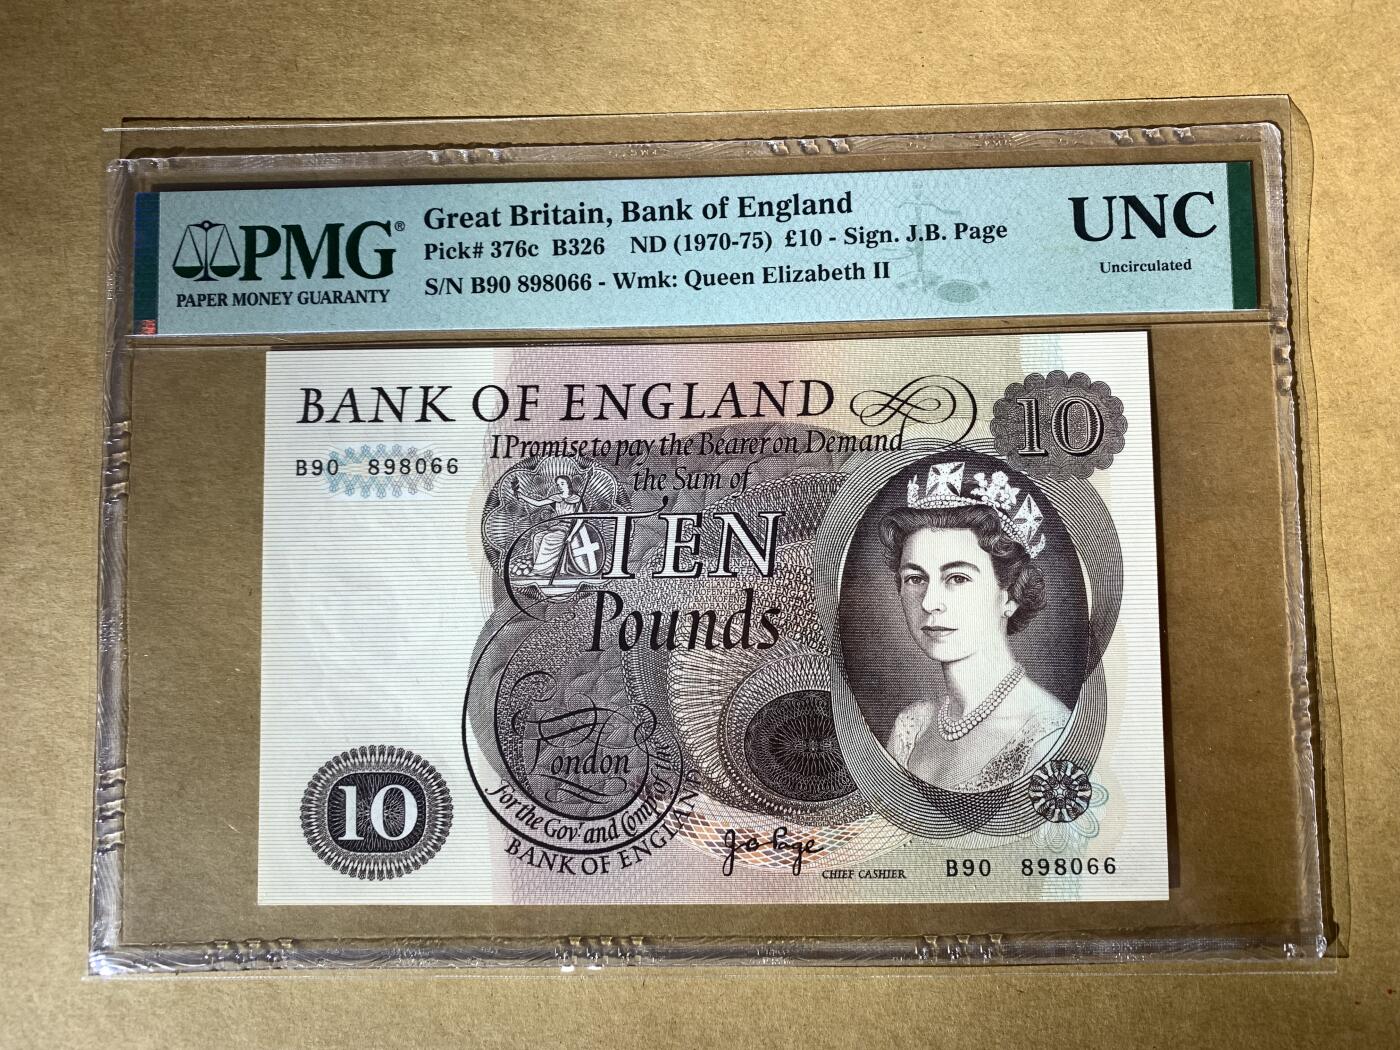 PMG®
PAPER MONEY GUARANTY
Great Britain, Bank of England
Pick# 376c B326 ND (1970-75) £10 - Sign. J.B. Page
S/N B90 898066 - Wmk: Queen Elizabeth II
UNC
Uncirculated
BANK OF ENGLAND
10
I Promise to pay the Bearer on Demand
the Sum of
B90 898066
TEN
Pounds
London
for the Govr. and Compa. of the
BANK OF ENGLAND
10
CHIEF CASHIER
B90 898066